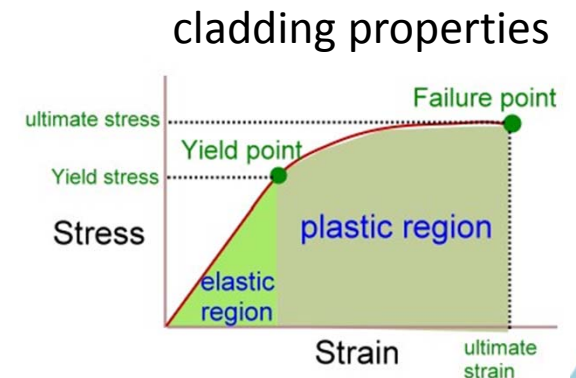 cladding properties
Failure point
ultimate stress
Yield point
Yield stress
Stress
plastic region
elastic
region
Strain
ultimate
strain